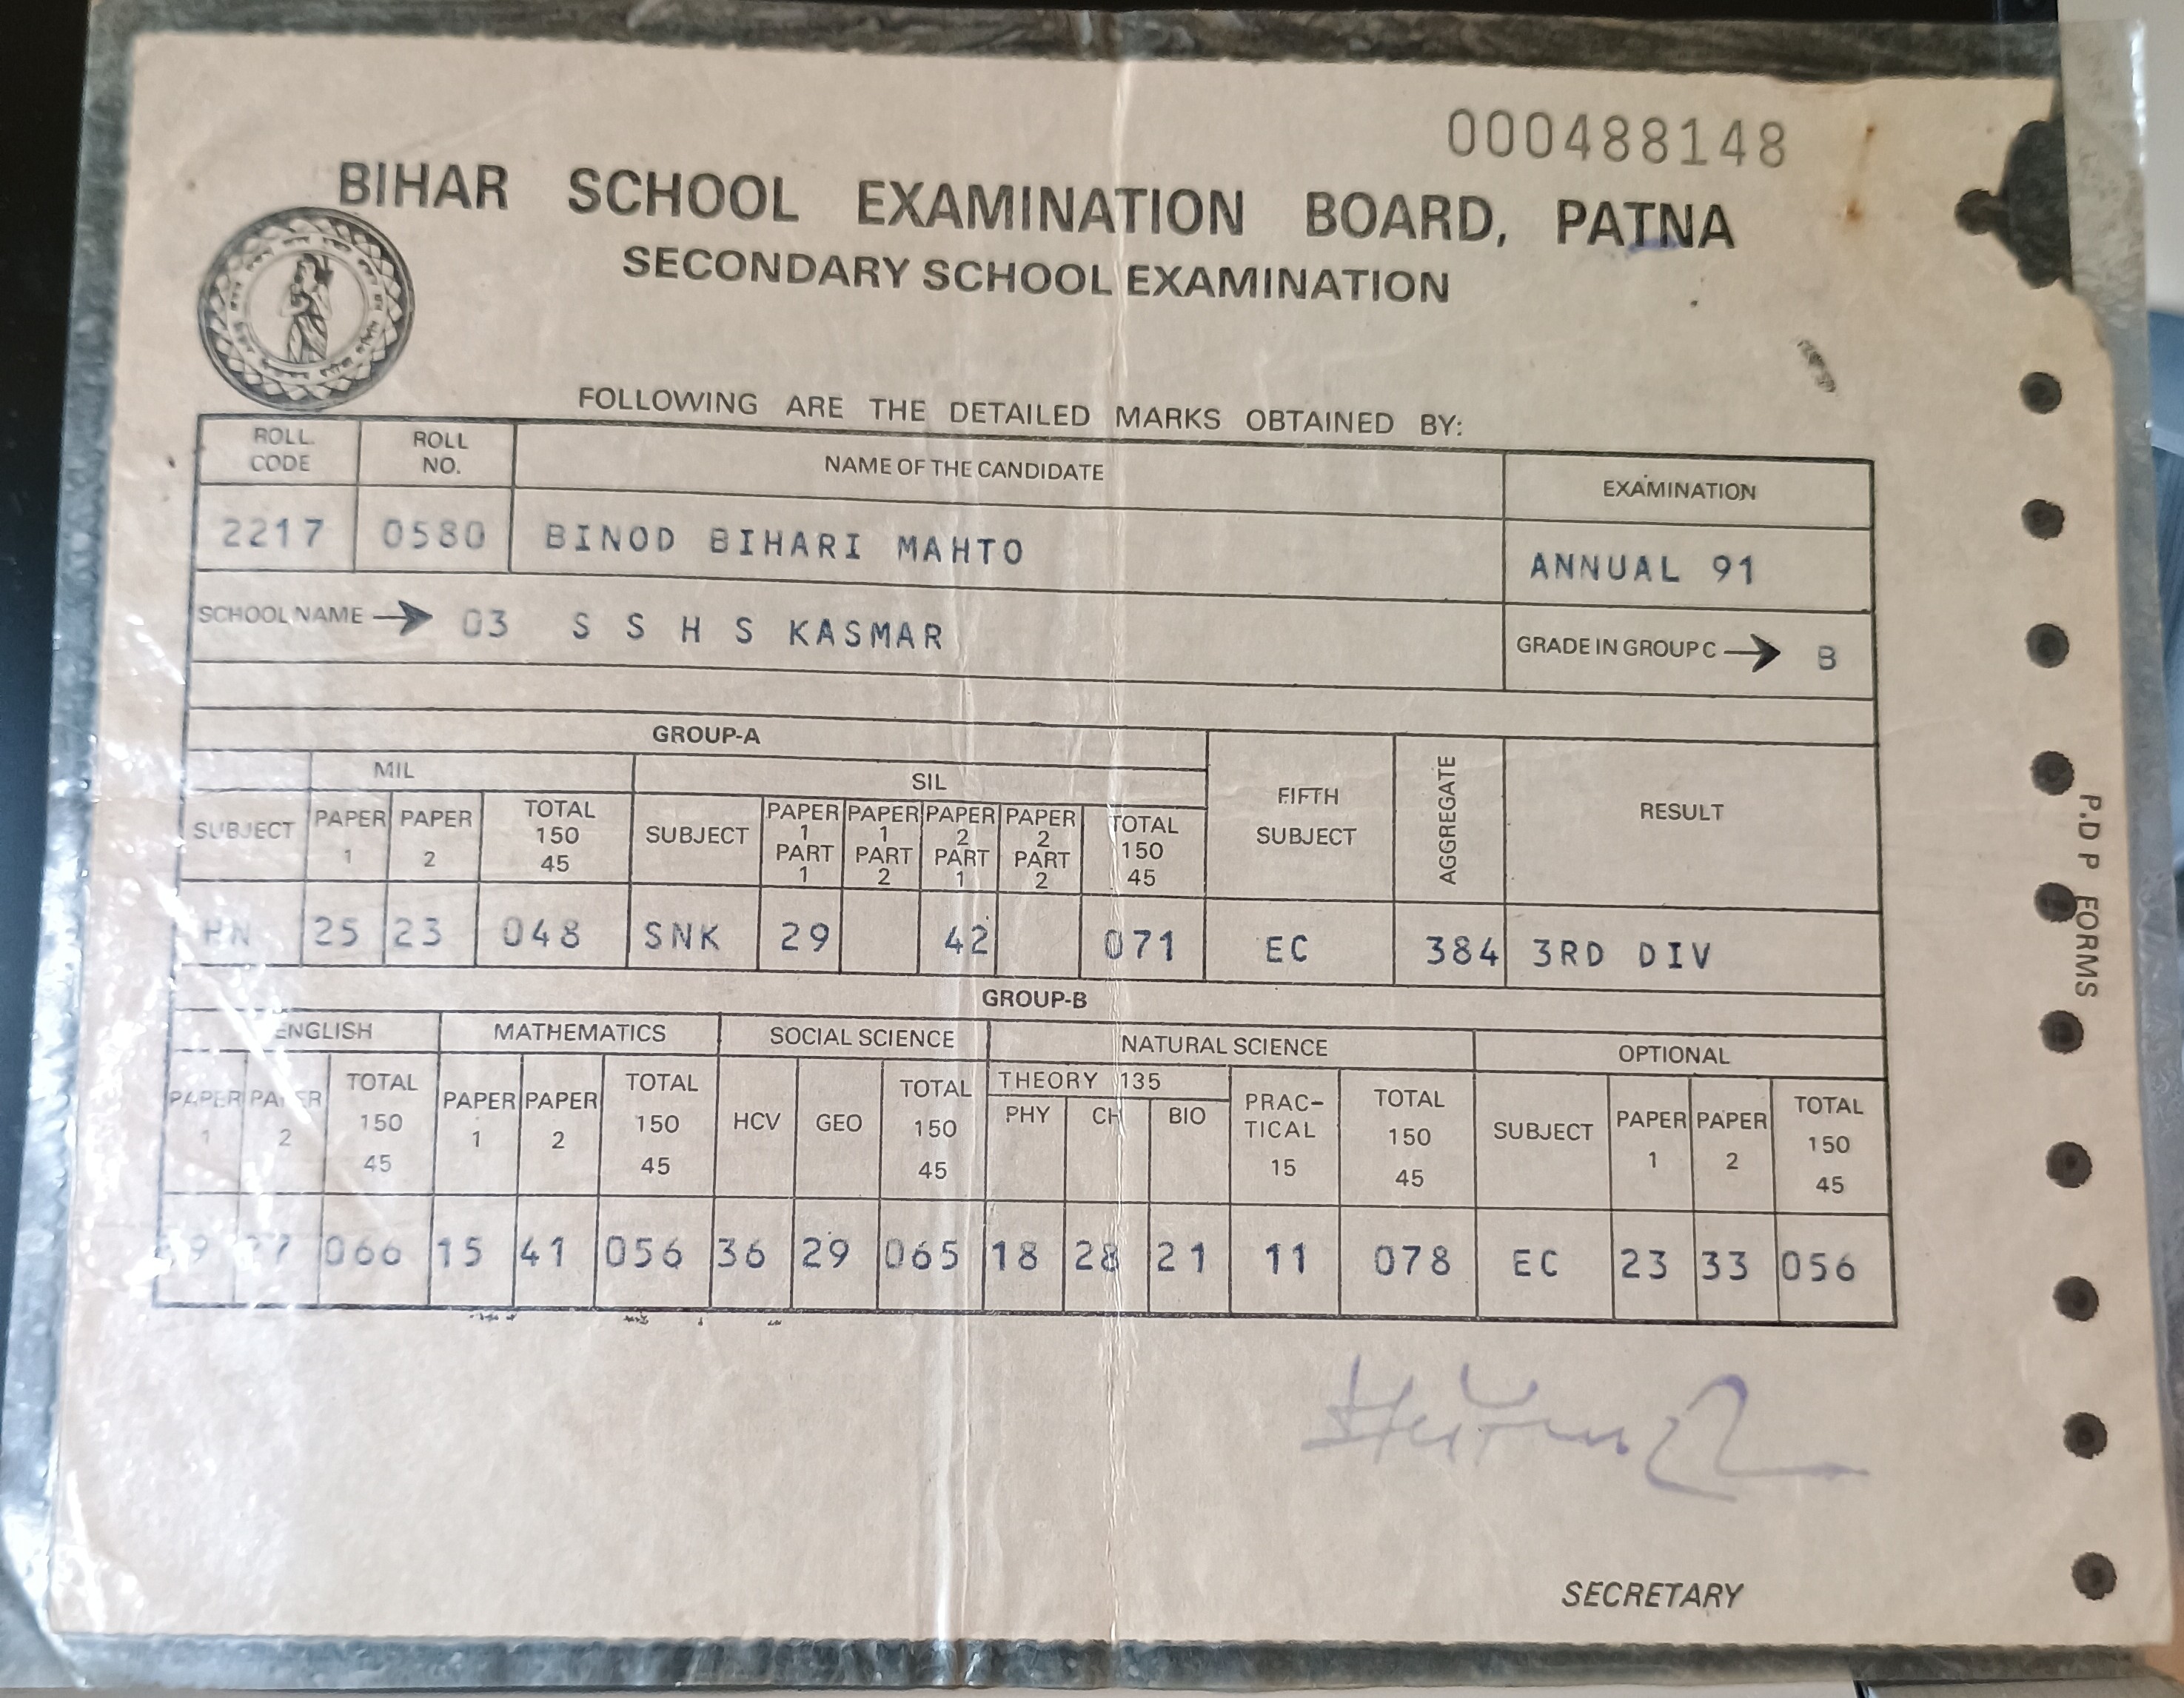 000488148
BIHAR SCHOOL EXAMINATION BOARD, PATNA
SECONDARY SCHOOL EXAMINATION
FOLLOWING ARE THE DETAILED MARKS OBTAINED BY:
ROLL CODE ROLL NO. NAME OF THE CANDIDATE EXAMINATION
2217 0580 BINOD BIHARI MAHTO ANNUAL 91
SCHOOL NAME → 03 S S H S KASMAR GRADE IN GROUP C → B
GROUP-A
MIL SIL FIFTH SUBJECT AGGREGATE RESULT
SUBJECT PAPER 1 PAPER 2 TOTAL 150 45 SUBJECT PAPER 1 PART 1 PAPER 1 PART 2 PAPER 2 PART 1 PAPER 2 PART 2 TOTAL 150 45
HN 25 23 048 SNK 29 42 071 EC 384 3RD DIV
GROUP-B
ENGLISH MATHEMATICS SOCIAL SCIENCE NATURAL SCIENCE OPTIONAL
PAPER 1 PAPER 2 TOTAL 150 45 PAPER 1 PAPER 2 TOTAL 150 45 HCV GEO TOTAL 150 45 THEORY 135 PHY CH BIO PRAC-TICAL 15 TOTAL 150 45 SUBJECT PAPER 1 PAPER 2 TOTAL 150 45
066 15 41 056 36 29 065 18 28 21 11 078 EC 23 33 056
SECRETARY
P.D P FORMS